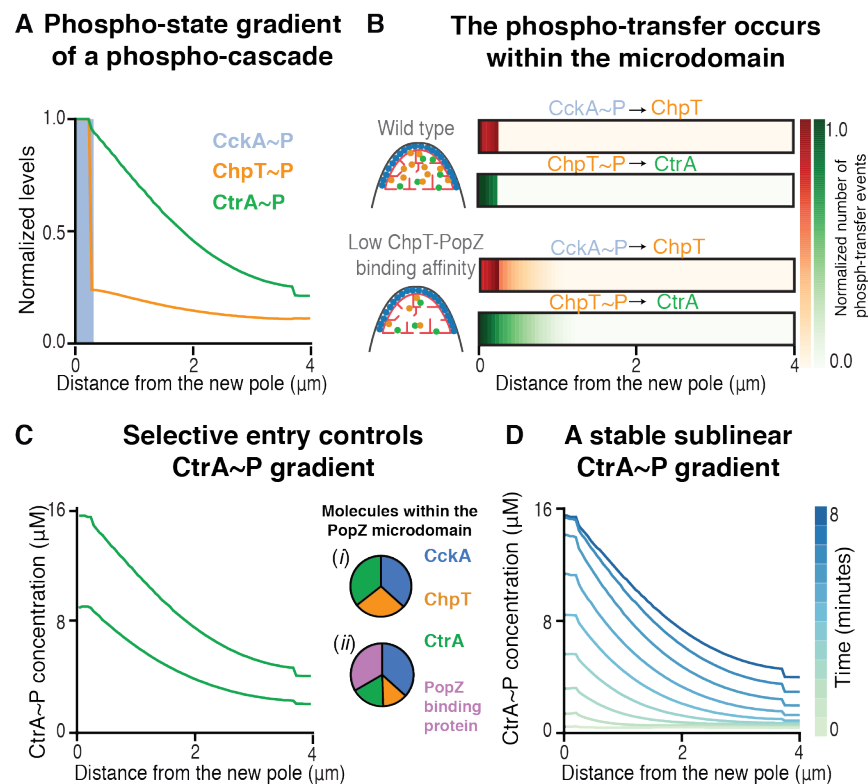 A Phospho-state gradient
of a phospho-cascade
Normalized levels
1.0
0.5
0.0
CckA~P
ChpT~P
CtrA~P
0 2 4
Distance from the new pole (μm)
B The phospho-transfer occurs
within the microdomain
Wild type
CckA~P → ChpT
ChpT~P → CtrA
Low ChpT-PopZ
binding affinity
CckA~P → ChpT
ChpT~P → CtrA
0 2 4
Distance from the new pole (μm)
1.0
0.0
Normalized number of
phosph-transfer events
C Selective entry controls
CtrA~P gradient
CtrA~P concentration (μM)
16
8
0
0 2 4
Distance from the new pole (μm)
Molecules within the
PopZ microdomain
(i)
CckA
ChpT
(ii)
CtrA
PopZ
binding
protein
D A stable sublinear
CtrA~P gradient
CtrA~P concentration (μM)
16
8
0
0 2 4
Distance from the new pole (μm)
8
0
Time (minutes)